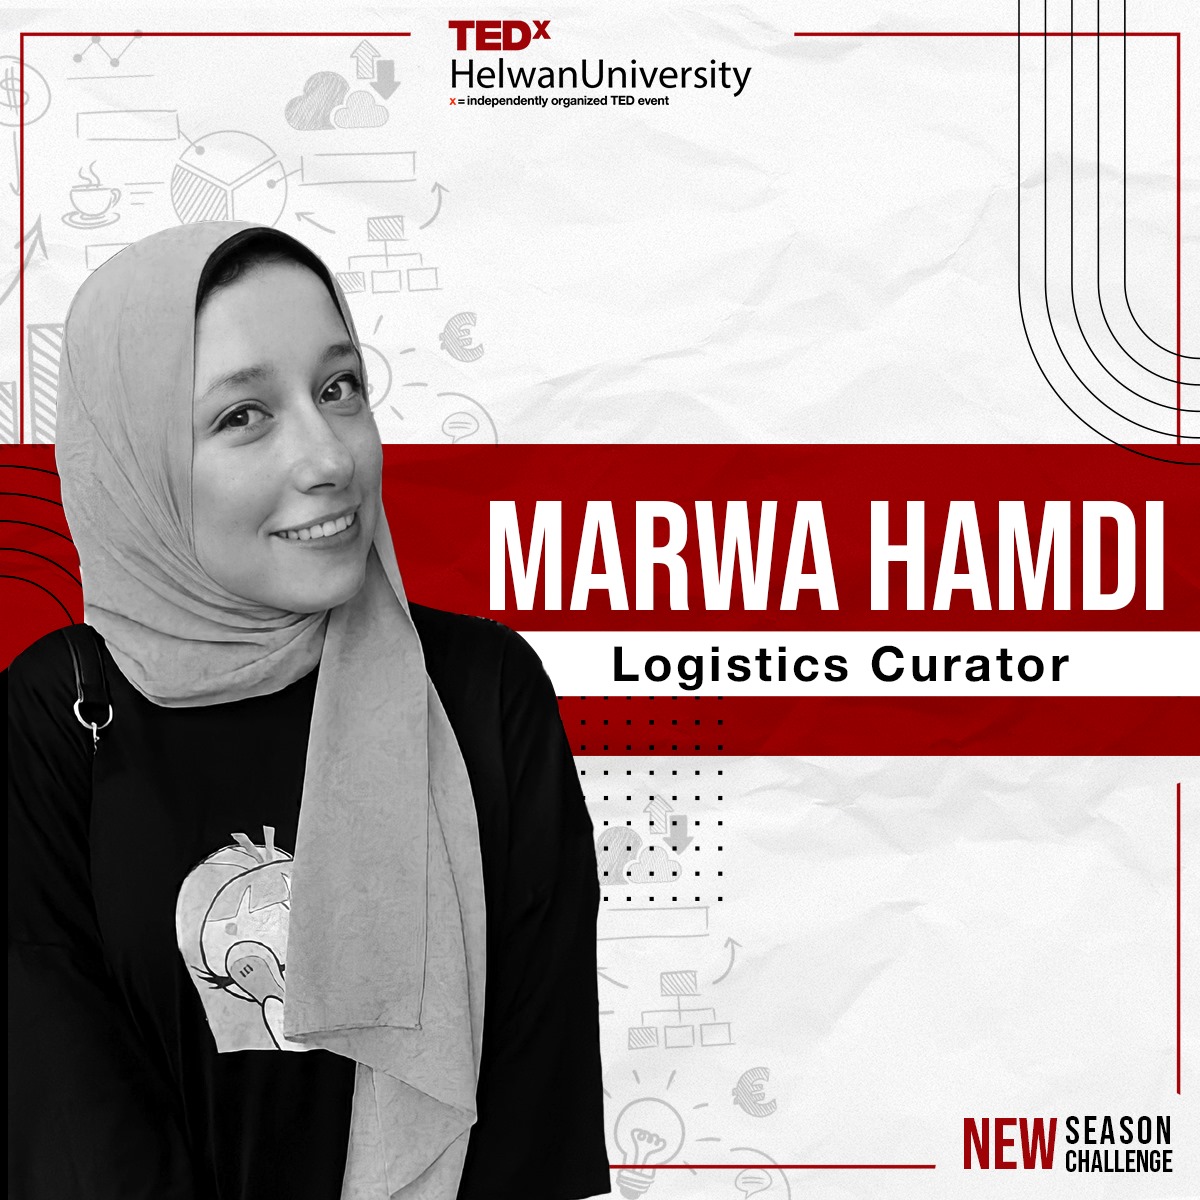 TEDx
HelwanUniversity
x = independently organized TED event
MARWA HAMDI
Logistics Curator
NEW SEASON
CHALLENGE